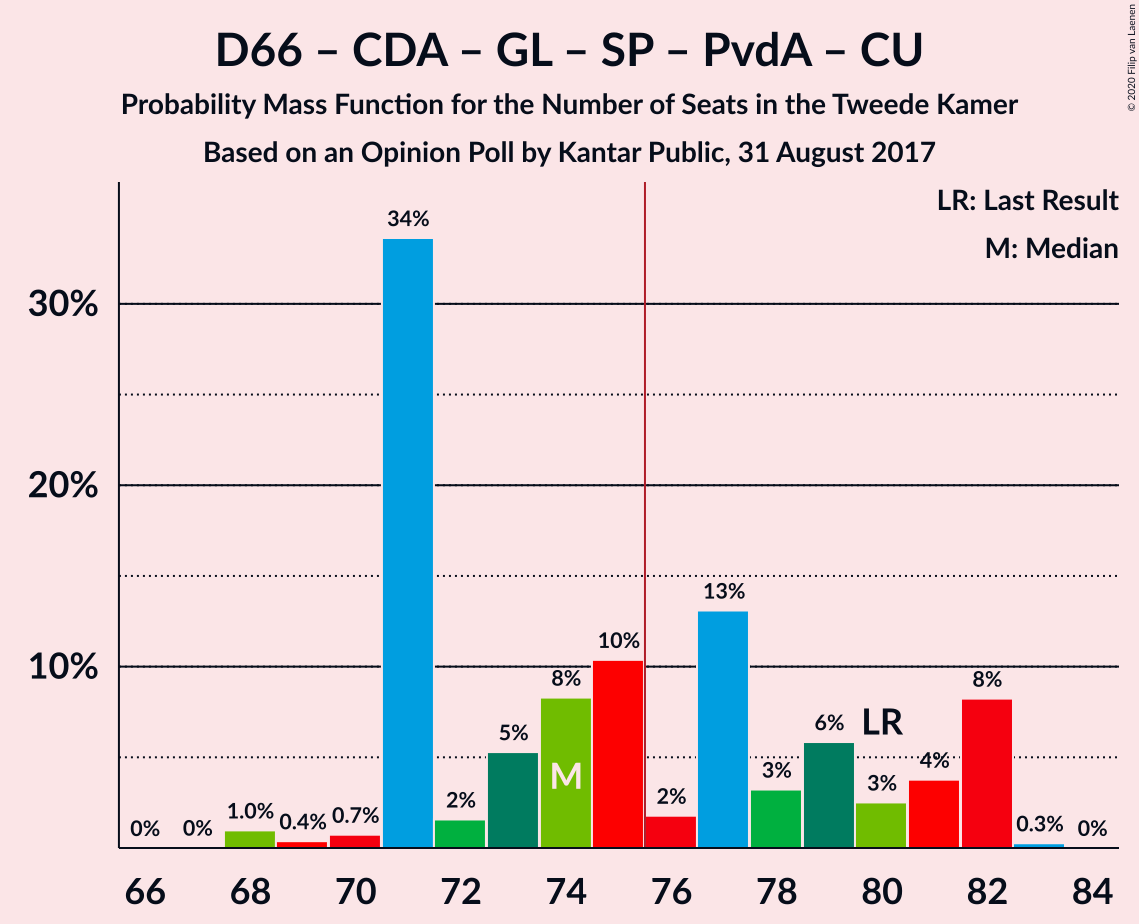 D66 – CDA – GL – SP – PvdA – CU
Probability Mass Function for the Number of Seats in the Tweede Kamer
Based on an Opinion Poll by Kantar Public, 31 August 2017
© 2020 Filip van Laenen
LR: Last Result
M: Median
30%
20%
10%
0%
0%
1.0%
0.4%
0.7%
34%
2%
5%
8%
M
10%
2%
13%
3%
6%
LR
3%
4%
8%
0.3%
0%
66 68 70 72 74 76 78 80 82 84